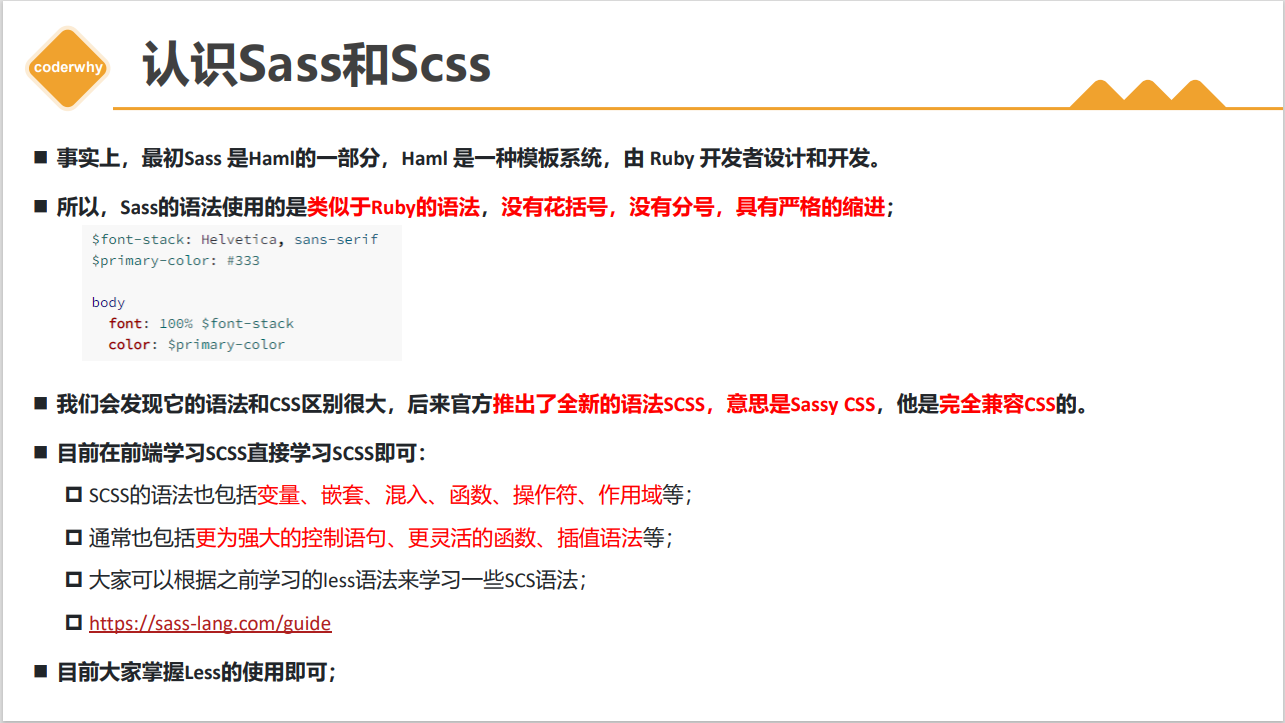 coderwhy
认识Sass和Scss
事实上，最初Sass 是Haml的一部分，Haml 是一种模板系统，由 Ruby 开发者设计和开发。
所以，Sass的语法使用的是类似于Ruby的语法，没有花括号，没有分号，具有严格的缩进；
$font-stack: Helvetica, sans-serif
$primary-color: #333
body
  font: 100% $font-stack
  color: $primary-color
我们会发现它的语法和CSS区别很大，后来官方推出了全新的语法SCSS，意思是Sassy CSS，他是完全兼容CSS的。
目前在前端学习SCSS直接学习SCSS即可：
SCSS的语法也包括变量、嵌套、混入、函数、操作符、作用域等；
通常也包括更为强大的控制语句、更灵活的函数、插值语法等；
大家可以根据之前学习的less语法来学习一些SCS语法；
https://sass-lang.com/guide
目前大家掌握Less的使用即可；